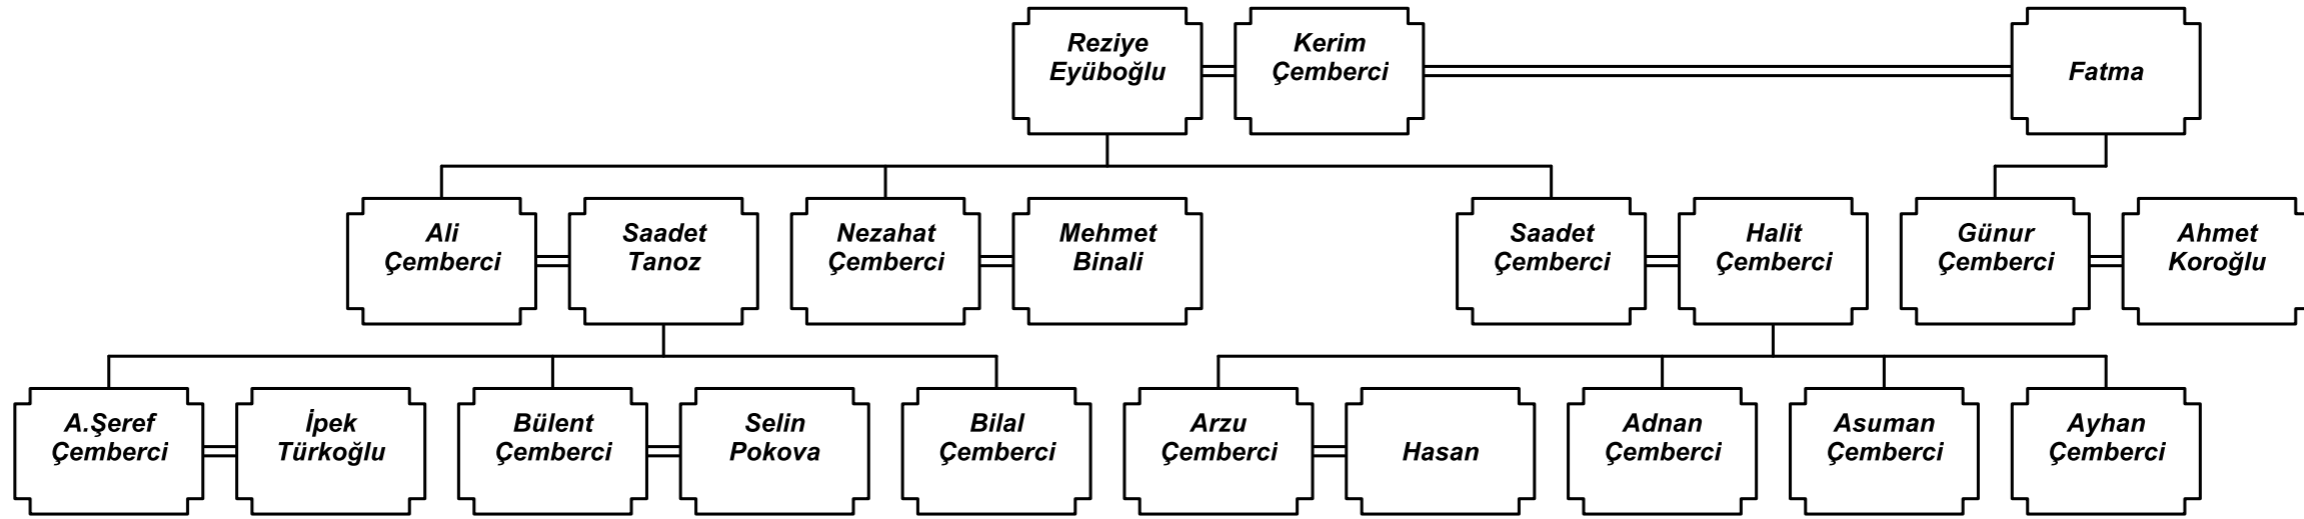 Reziye
Eyüboğlu
Kerim
Çemberci
Fatma
Ali
Çemberci
Saadet
Tanoz
Nezahat
Çemberci
Mehmet
Binali
Saadet
Çemberci
Halit
Çemberci
Günur
Çemberci
Ahmet
Koroğlu
A.Şeref
Çemberci
İpek
Türkoğlu
Bülent
Çemberci
Selin
Pokova
Bilal
Çemberci
Arzu
Çemberci
Hasan
Adnan
Çemberci
Asuman
Çemberci
Ayhan
Çemberci